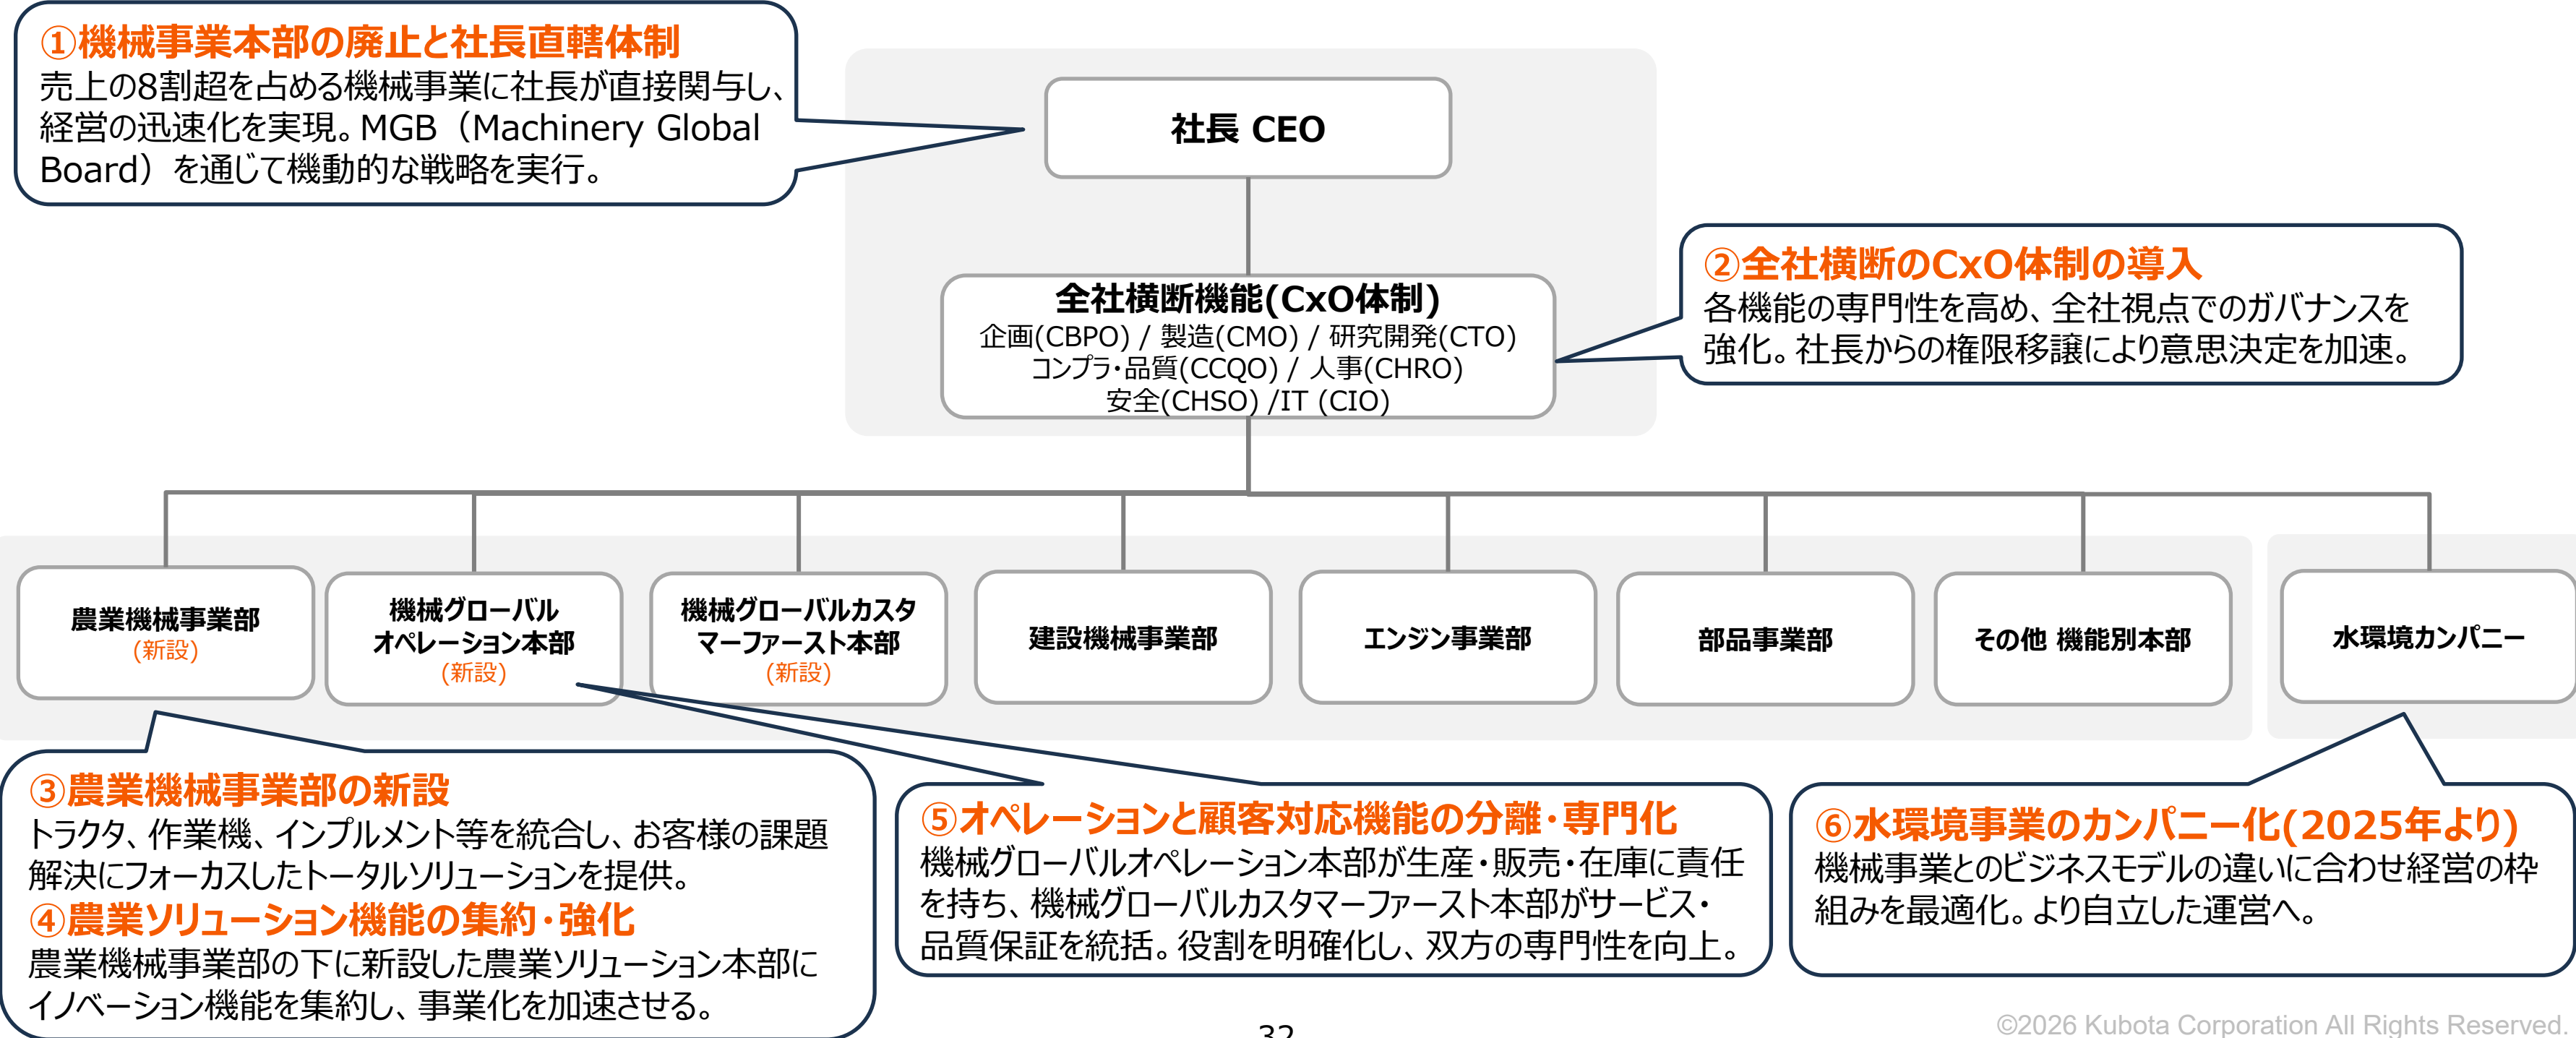 ①機械事業本部の廃止と社長直轄体制
売上の8割超を占める機械事業に社長が直接関与し、
経営の迅速化を実現。MGB（Machinery Global
Board）を通じて機動的な戦略を実行。
社長 CEO
②全社横断のCxO体制の導入
各機能の専門性を高め、全社視点でのガバナンスを
強化。社長からの権限移譲により意思決定を加速。
全社横断機能(CxO体制)
企画(CBPO) / 製造(CMO) / 研究開発(CTO)
コンプラ・品質(CCQO) / 人事(CHRO)
安全(CHSO) /IT (CIO)
農業機械事業部
(新設)
機械グローバル
オペレーション本部
(新設)
機械グローバルカスタ
マーファースト本部
(新設)
建設機械事業部
エンジン事業部
部品事業部
その他 機能別本部
水環境カンパニー
③農業機械事業部の新設
トラクタ、作業機、インプルメント等を統合し、お客様の課題
解決にフォーカスしたトータルソリューションを提供。
④農業ソリューション機能の集約・強化
農業機械事業部の下に新設した農業ソリューション本部に
イノベーション機能を集約し、事業化を加速させる。
⑤オペレーションと顧客対応機能の分離・専門化
機械グローバルオペレーション本部が生産・販売・在庫に責任
を持ち、機械グローバルカスタマーファースト本部がサービス・
品質保証を統括。役割を明確化し、双方の専門性を向上。
⑥水環境事業のカンパニー化(2025年より)
機械事業とのビジネスモデルの違いに合わせ経営の枠
組みを最適化。より自立した運営へ。
32
©2026 Kubota Corporation All Rights Reserved.